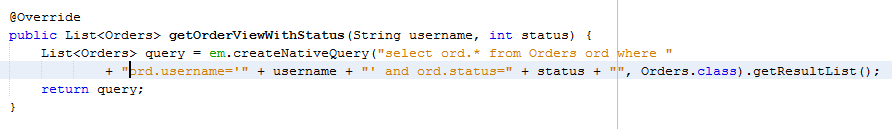 @Override
public List<Orders> getOrderViewWithStatus(String username, int status) {
List<Orders> query = em.createNativeQuery("select ord.* from Orders ord where "
+ "ord.username='" + username + "' and ord.status=" + status + "", Orders.class).getResultList();
return query;
}